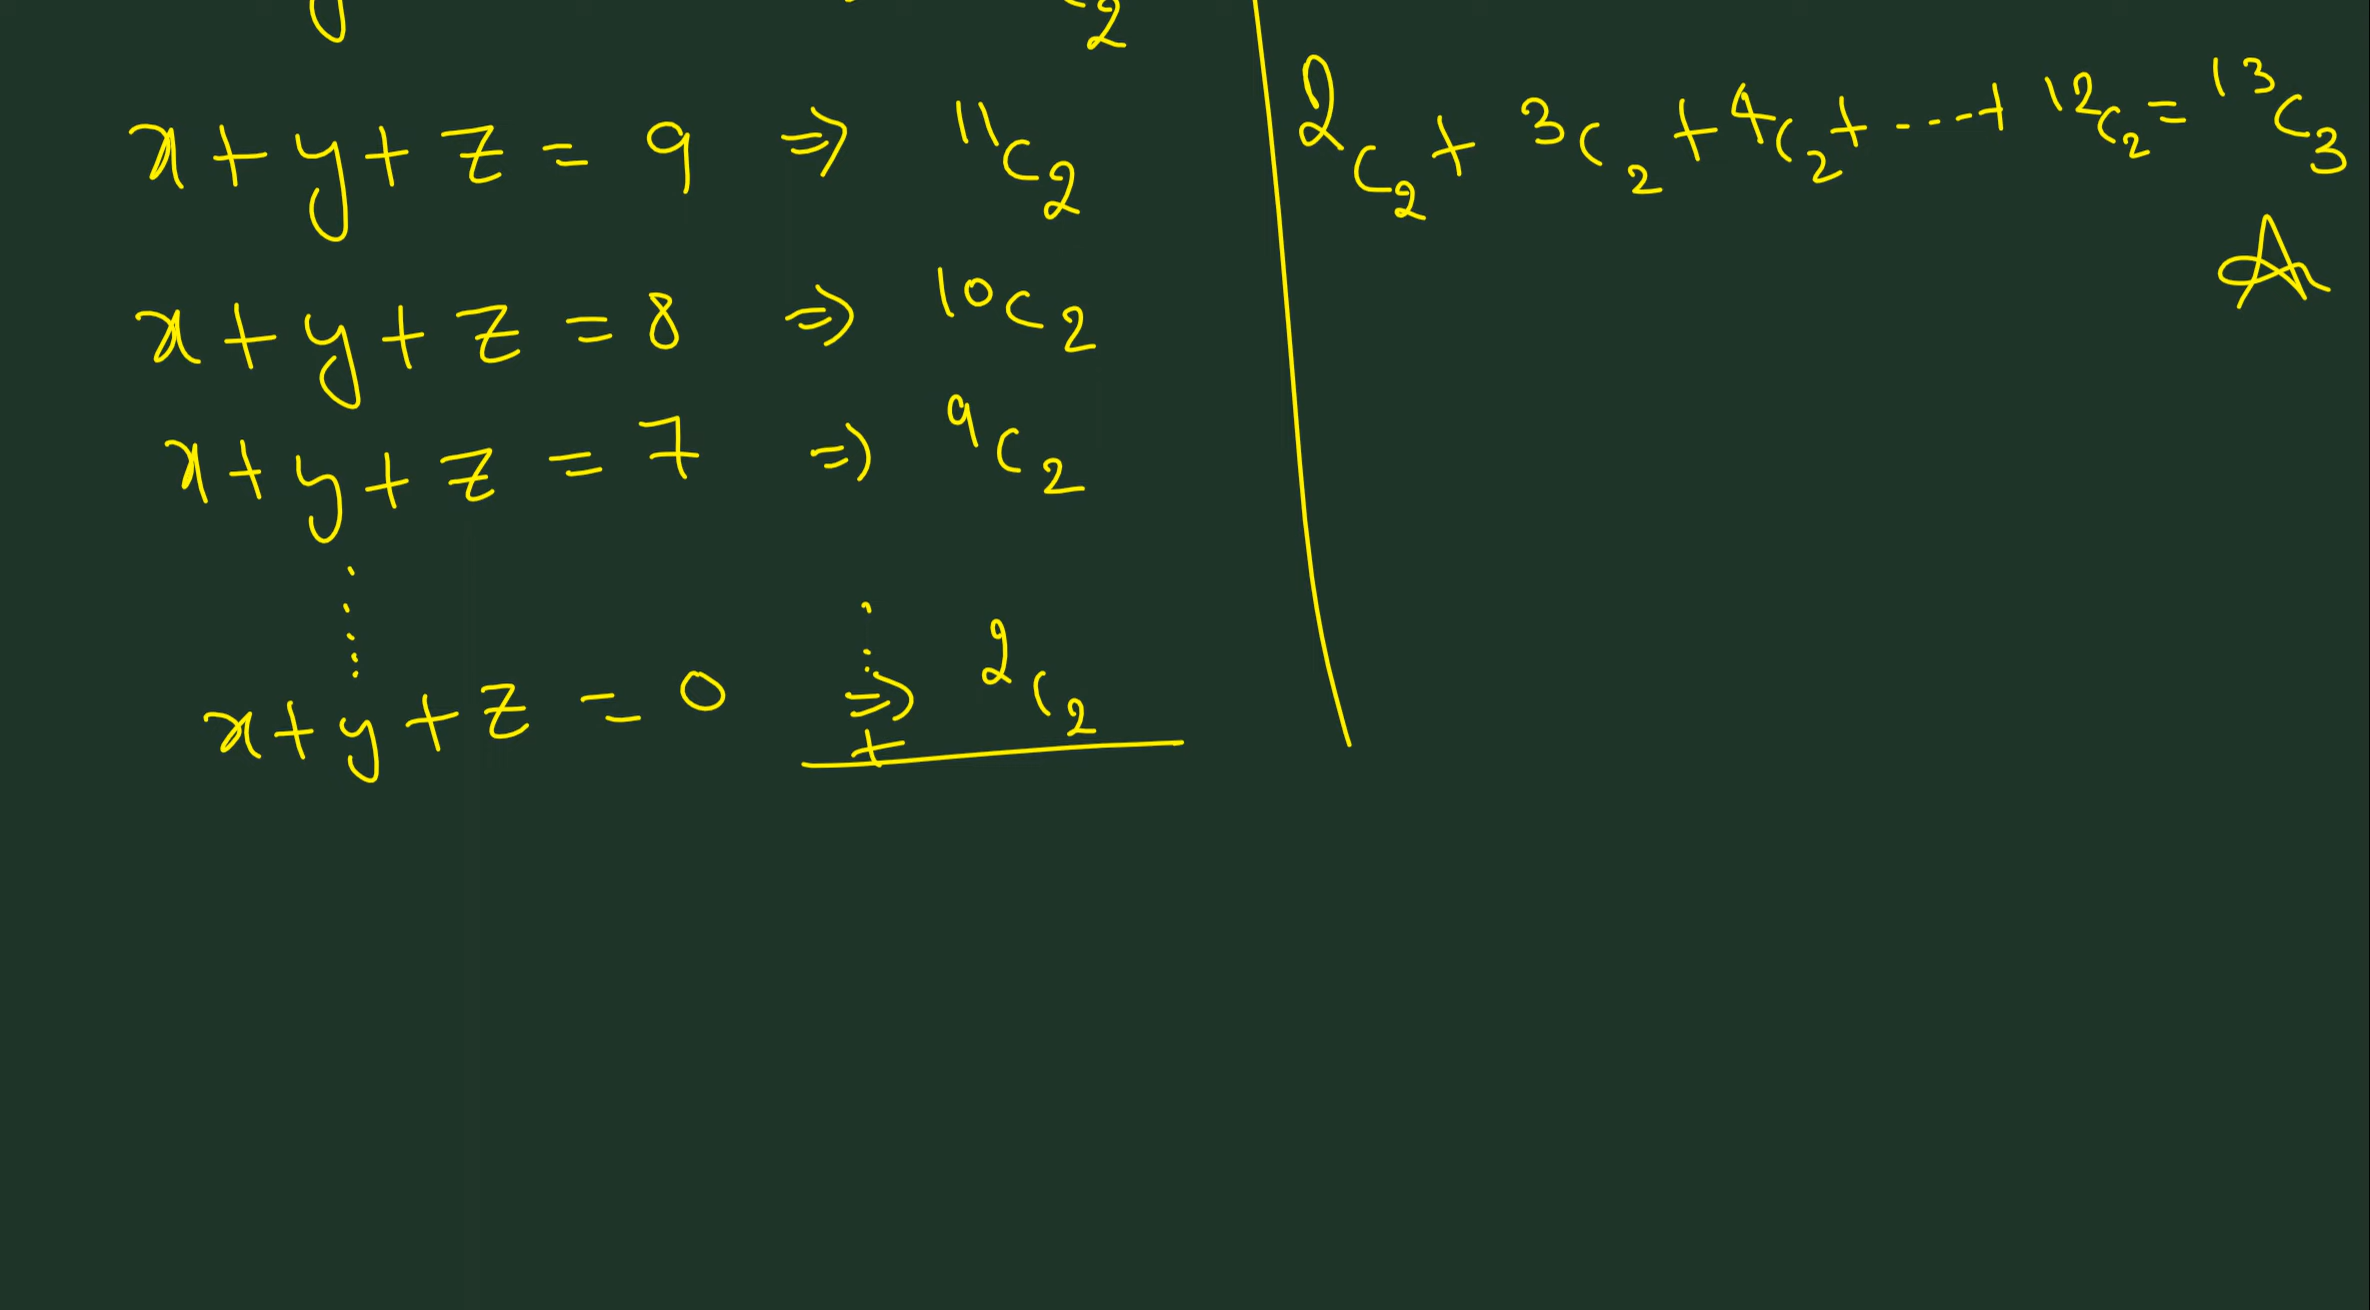 x+y+z=9 ⇒ ¹¹C₂
x+y+z=8 ⇒ ¹⁰C₂
x+y+z=7 ⇒ ⁹C₂
x+y+z=0 ⇒ ²C₂
+
²C₂+³C₂+⁴C₂+----+¹²C₂=¹³C₃
A